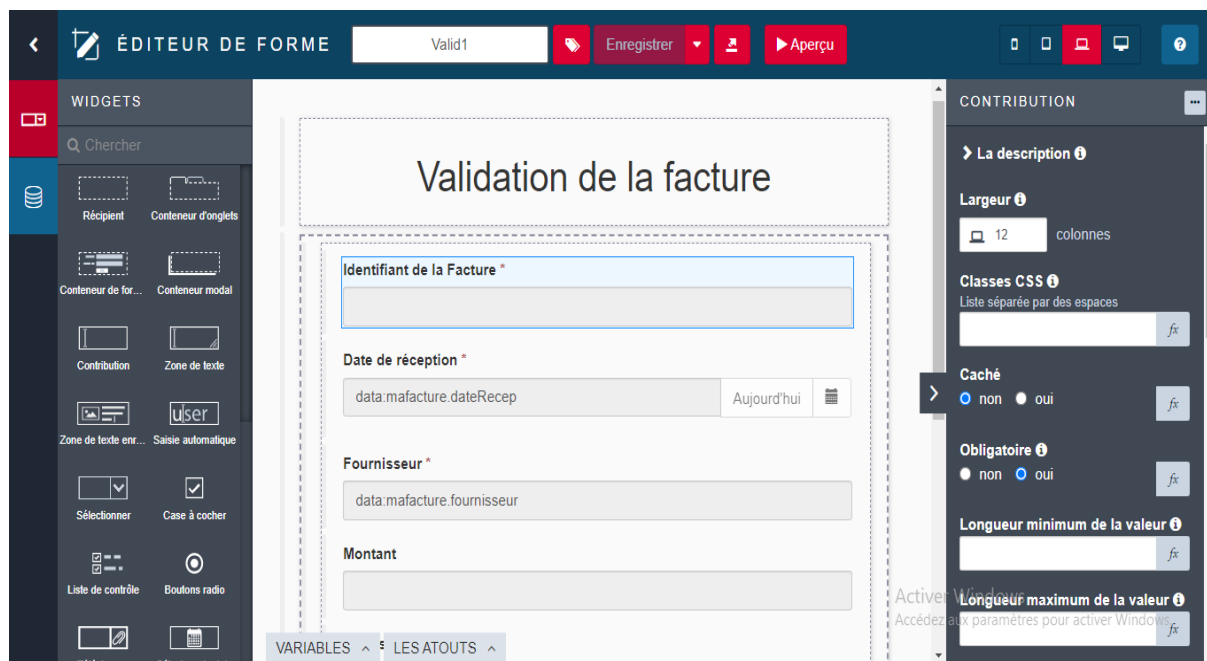 ÉDITEUR DE FORME
Valid1
Enregistrer
Aperçu
WIDGETS
Chercher
Récipient
Conteneur d'onglets
Conteneur de for...
Conteneur modal
Contribution
Zone de texte
Zone de texte enr...
user
Saisie automatique
Sélectionner
Case à cocher
Liste de contrôle
Boutons radio
Validation de la facture
Identifiant de la Facture *
Date de réception *
data:mafacture.dateRecep
Aujourd'hui
Fournisseur *
data:mafacture.fournisseur
Montant
VARIABLES
LES ATOUTS
CONTRIBUTION
La description
Largeur
12 colonnes
Classes CSS
Liste séparée par des espaces
fx
Caché
non oui
fx
Obligatoire
non oui
fx
Longueur minimum de la valeur
fx
Longueur maximum de la valeur
fx
Activer Windows
Accédez aux paramètres pour activer Windows.